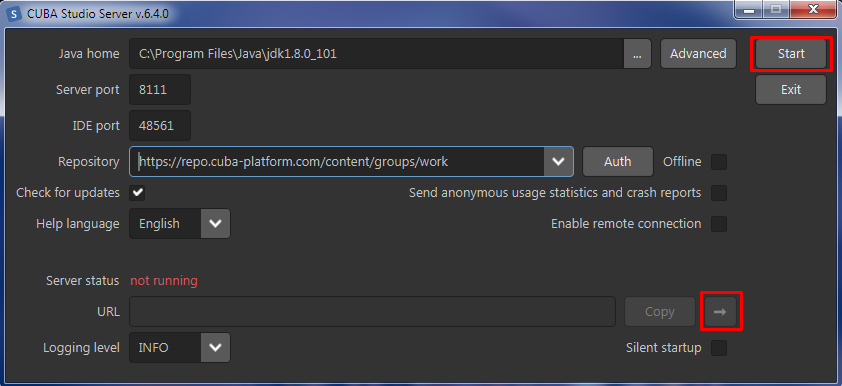 S CUBA Studio Server v.6.4.0
Java home C:\Program Files\Java\jdk1.8.0_101 ... Advanced Start
Server port 8111 Exit
IDE port 48561
Repository https://repo.cuba-platform.com/content/groups/work Auth Offline
Check for updates Send anonymous usage statistics and crash reports
Help language English Enable remote connection
Server status not running
URL Copy →
Logging level INFO Silent startup